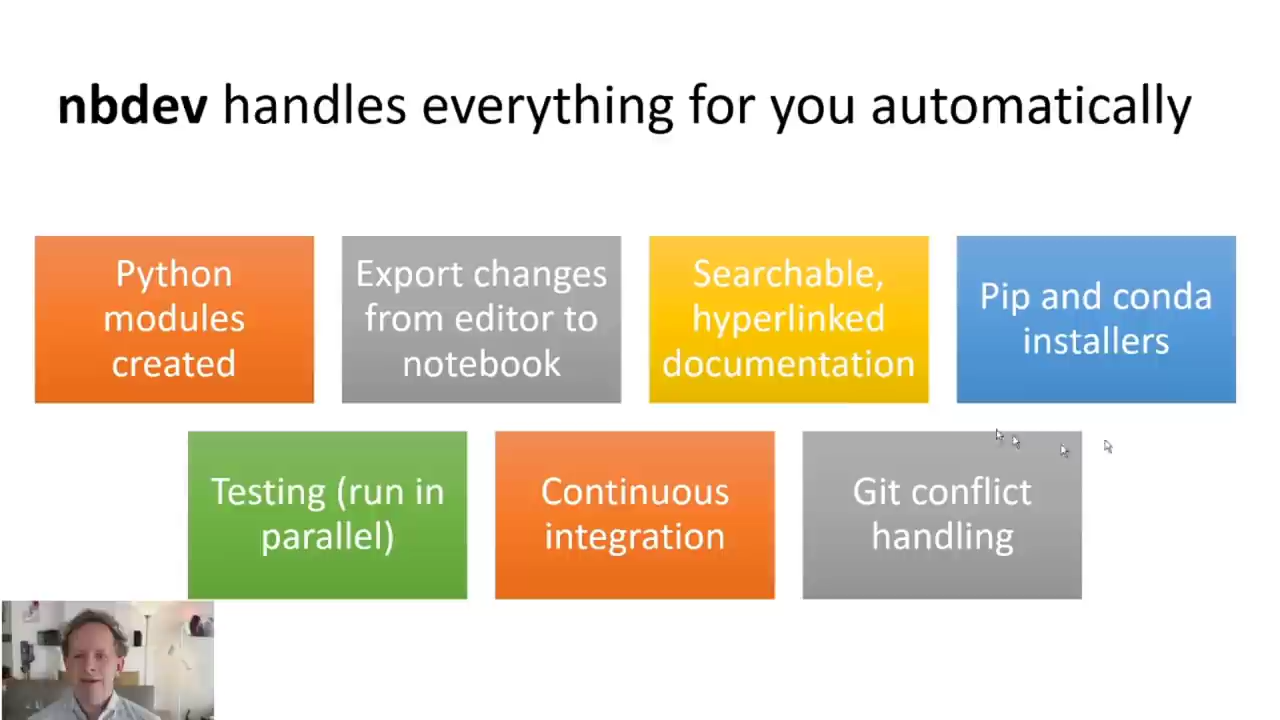 nbdev handles everything for you automatically
Python
modules
created
Export changes
from editor to
notebook
Searchable,
hyperlinked
documentation
Pip and conda
installers
Testing (run in
parallel)
Continuous
integration
Git conflict
handling